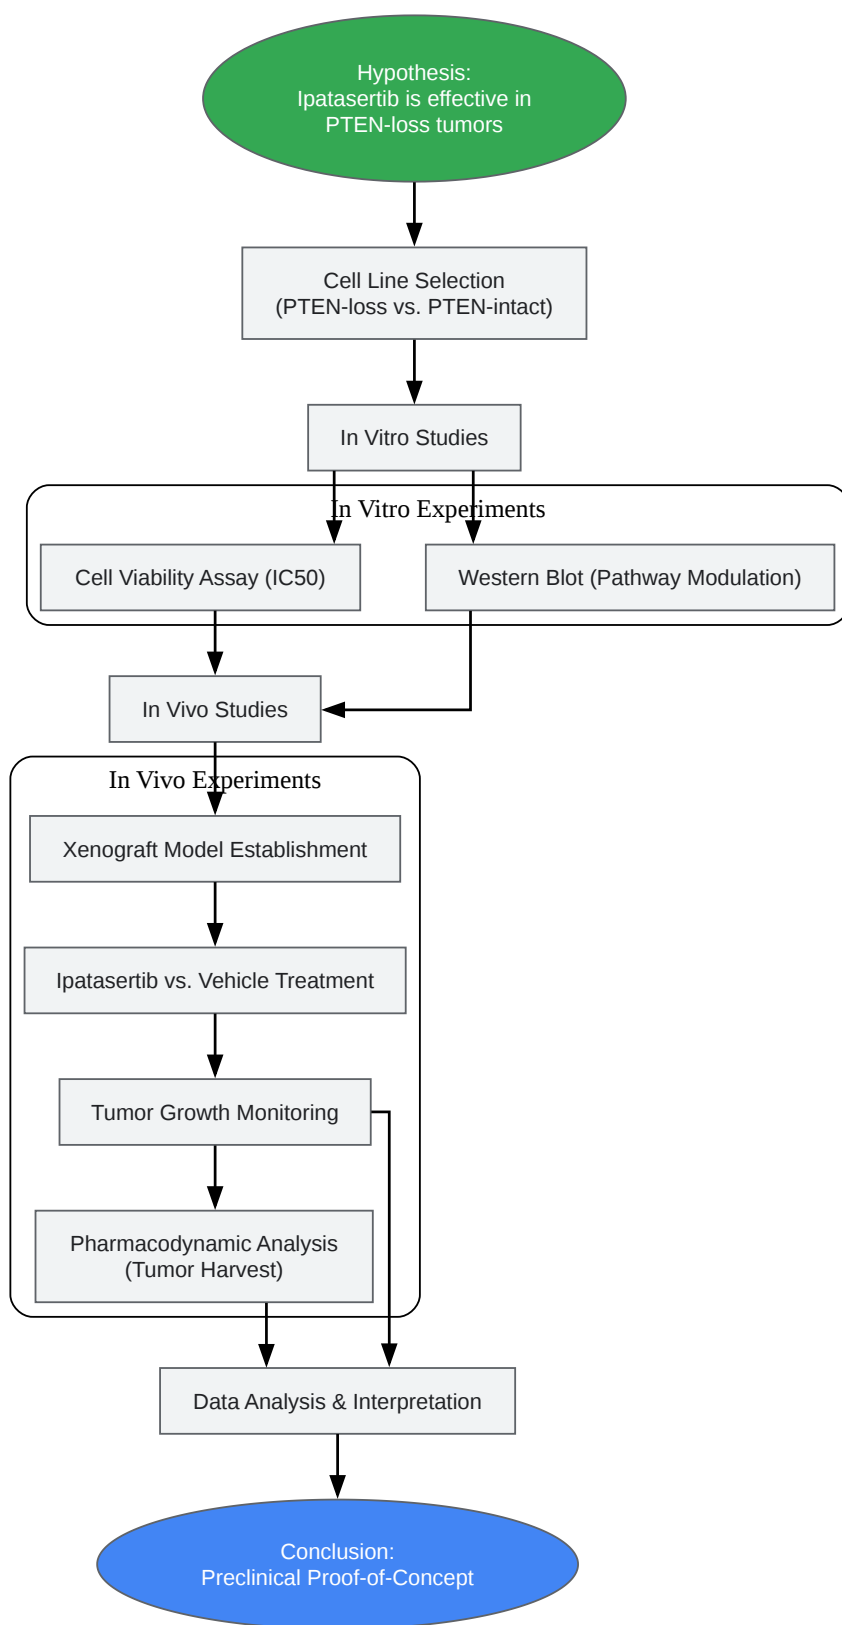 Hypothesis:
Ipatasertib is effective in
PTEN-loss tumors
Cell Line Selection
(PTEN-loss vs. PTEN-intact)
In Vitro Studies
In Vitro Experiments
Cell Viability Assay (IC50)
Western Blot (Pathway Modulation)
In Vivo Studies
In Vivo Experiments
Xenograft Model Establishment
Ipatasertib vs. Vehicle Treatment
Tumor Growth Monitoring
Pharmacodynamic Analysis
(Tumor Harvest)
Data Analysis & Interpretation
Conclusion:
Preclinical Proof-of-Concept